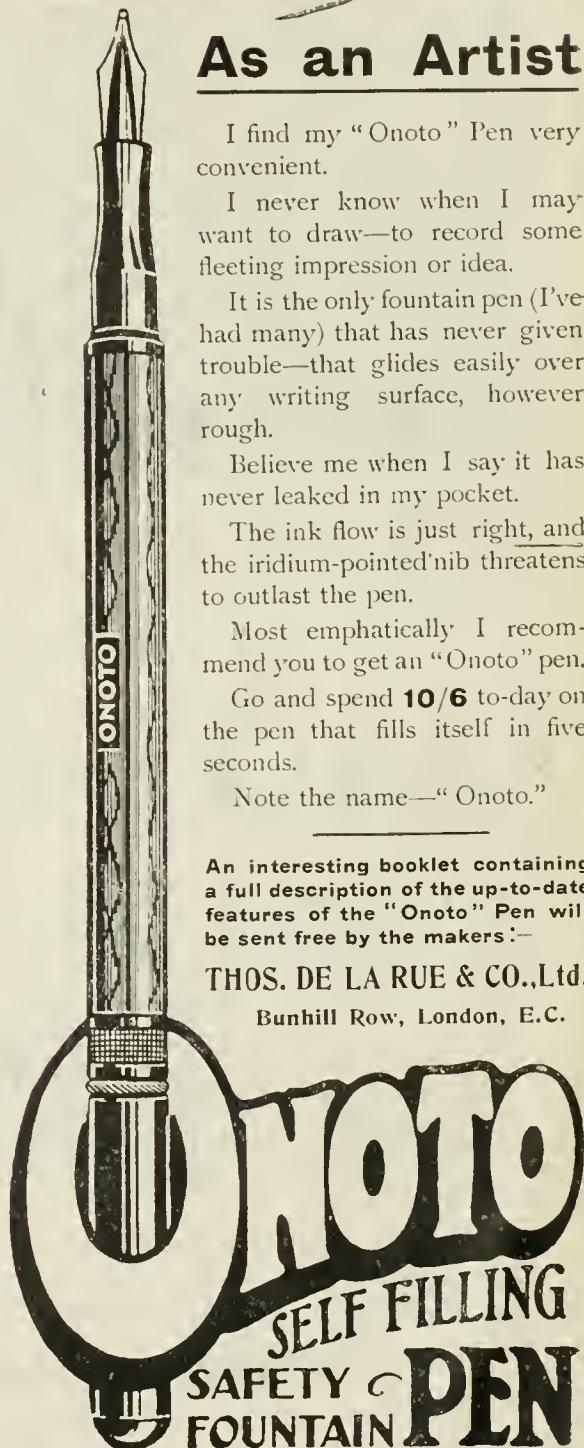 As an Artist
I find my “Onoto” Pen very
convenient.
I never know when I may
want to draw—to record some
fleeting impression or idea.
It is the only fountain pen (I’ve
had many) that has never given
trouble—that glides easily over
any writing surface, however
rough.
Believe me when I say it has
never leaked in my pocket.
The ink flow is just right, and
the iridium-pointed nib threatens
to outlast the pen.
Most emphatically I recom-
mend you to get an “Onoto” pen.
Go and spend 10/6 to-day on
the pen that fills itself in five
seconds.
Note the name—“Onoto.”
An interesting booklet containing
a full description of the up-to-date
features of the “Onoto” Pen will
be sent free by the makers:—
THOS. DE LA RUE & CO., Ltd.
Bunhill Row, London, E.C.
ONOTO
ONOTO
SELF FILLING
SAFETY
FOUNTAIN PEN